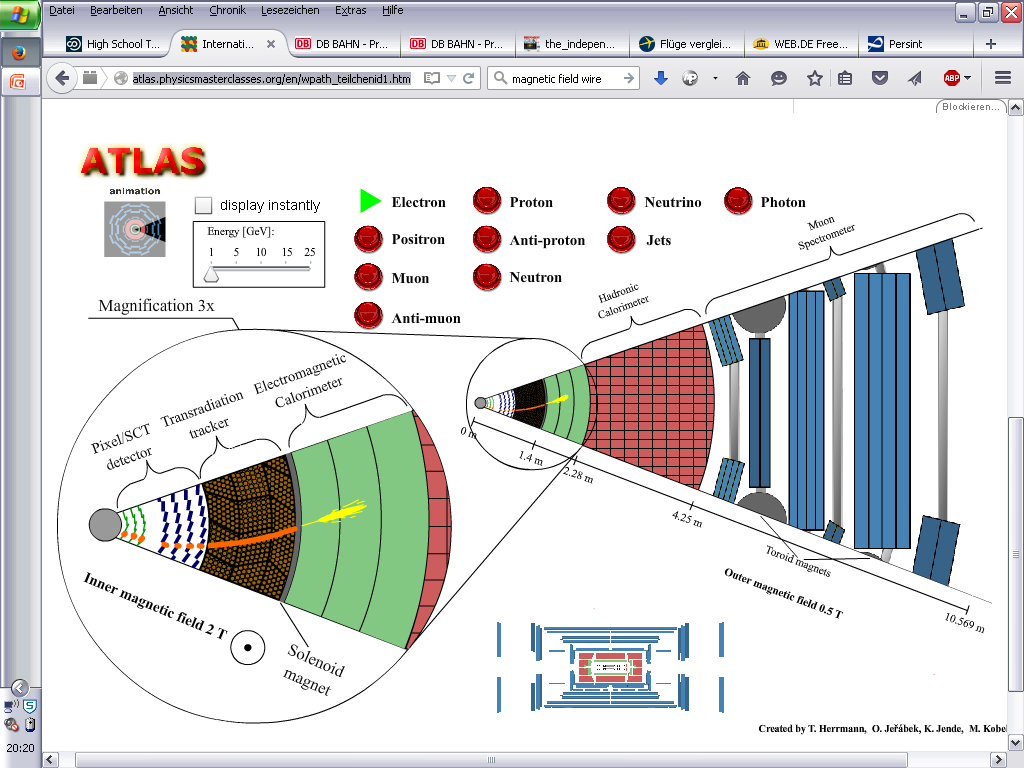 Datei Bearbeiten Ansicht Chronik Lesezeichen Extras Hilfe
High School T... Internati... DB BAHN - Pr... DB BAHN - Pr... the_indepen... Flüge verglei... WEB.DE Free... Persint
atlas.physicsmasterclasses.org/en/wpath_teilchenid1.htm magnetic field wire ABP
Blockieren...
ATLAS
animation
display instantly
Energy [GeV]:
1 5 10 15 25
Electron Proton Neutrino Photon
Positron Anti-proton Jets
Muon Neutron
Anti-muon
Magnification 3x
Muon
Spectrometer
Hadronic
Calorimeter
Electromagnetic
Calorimeter
Transradiation
tracker
Pixel/SCT
detector
0 m
1.4 m
2.28 m
4.25 m
10.569 m
Toroid magnets
Outer magnetic field 0.5 T
Inner magnetic field 2 T
Solenoid
magnet
Created by T. Herrmann, O. Jeřábek, K. Jende, M. Kobe
20:20